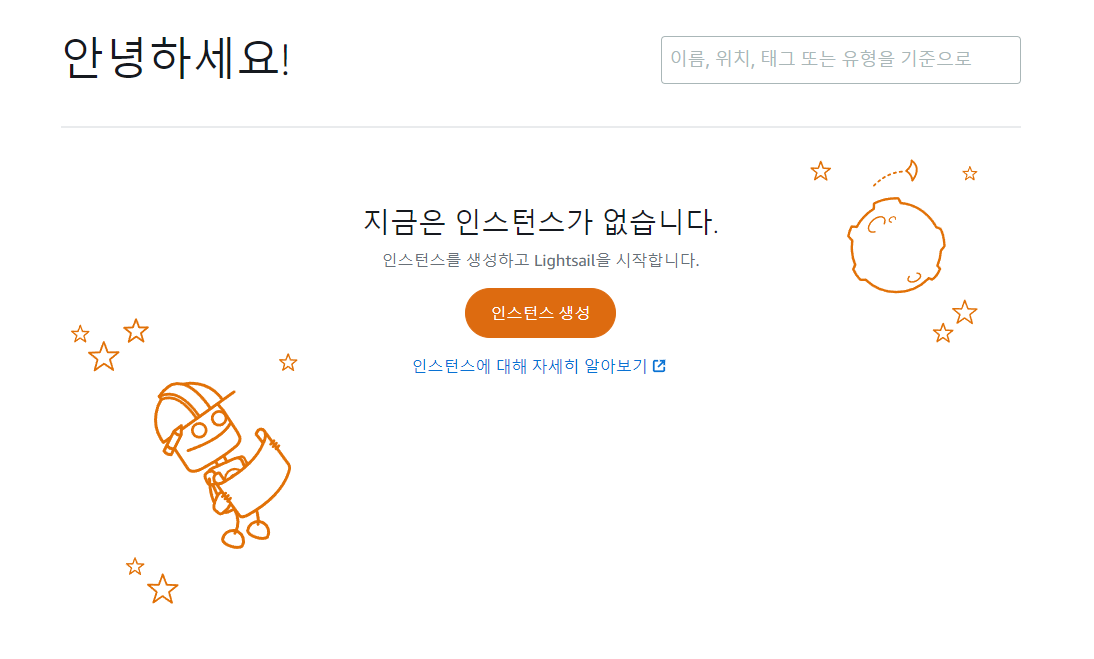 안녕하세요!
이름, 위치, 태그 또는 유형을 기준으로
지금은 인스턴스가 없습니다.
인스턴스를 생성하고 Lightsail을 시작합니다.
인스턴스 생성
인스턴스에 대해 자세히 알아보기